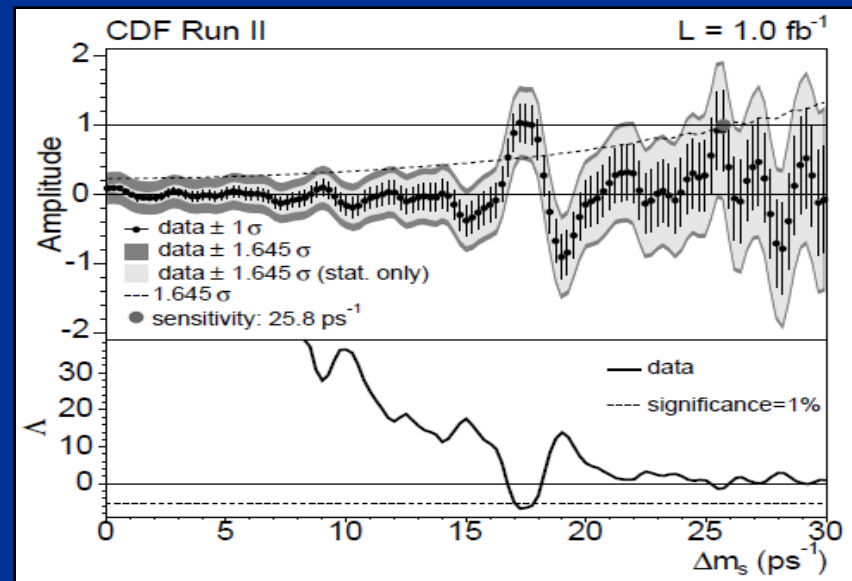 CDF Run II L = 1.0 fb⁻¹
Amplitude
2
1
0
-1
-2
data ± 1 σ
data ± 1.645 σ
data ± 1.645 σ (stat. only)
1.645 σ
sensitivity: 25.8 ps⁻¹
Λ
30
20
10
0
data
significance=1%
0 5 10 15 20 25 30
Δmₛ (ps⁻¹)